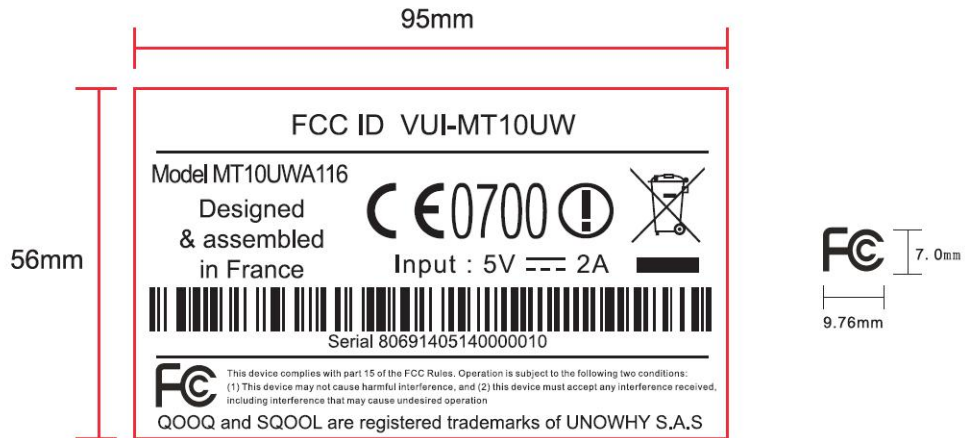 95mm
56mm
FCC ID VUI-MT10UW
Model MT10UWA116
Designed
& assembled
in France
CE0700
Input : 5V ⎓ 2A
Serial 80691405140000010
FC This device complies with part 15 of the FCC Rules. Operation is subject to the following two conditions:
(1) This device may not cause harmful interference, and (2) this device must accept any interference received,
including interference that may cause undesired operation
QOOQ and SQOOL are registered trademarks of UNOWHY S.A.S
FC
7. 0mm
9.76mm